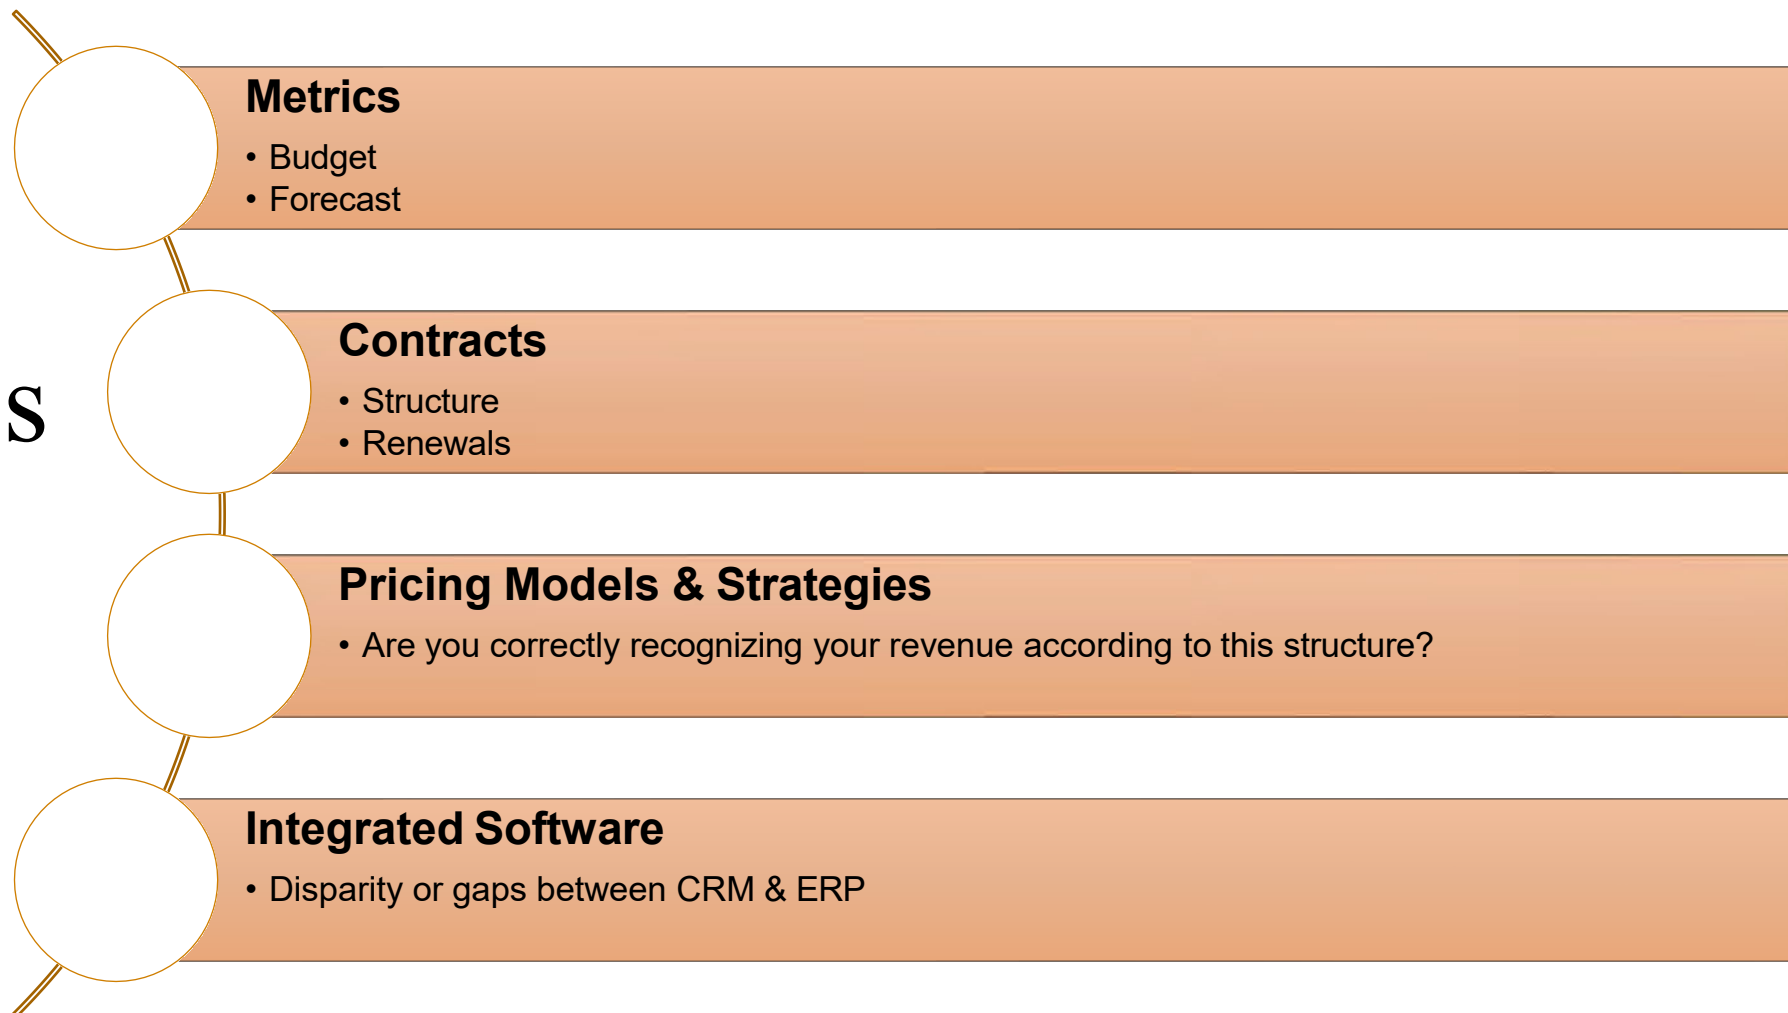 Metrics
• Budget
• Forecast
S
Contracts
• Structure
• Renewals
Pricing Models & Strategies
• Are you correctly recognizing your revenue according to this structure?
Integrated Software
• Disparity or gaps between CRM & ERP